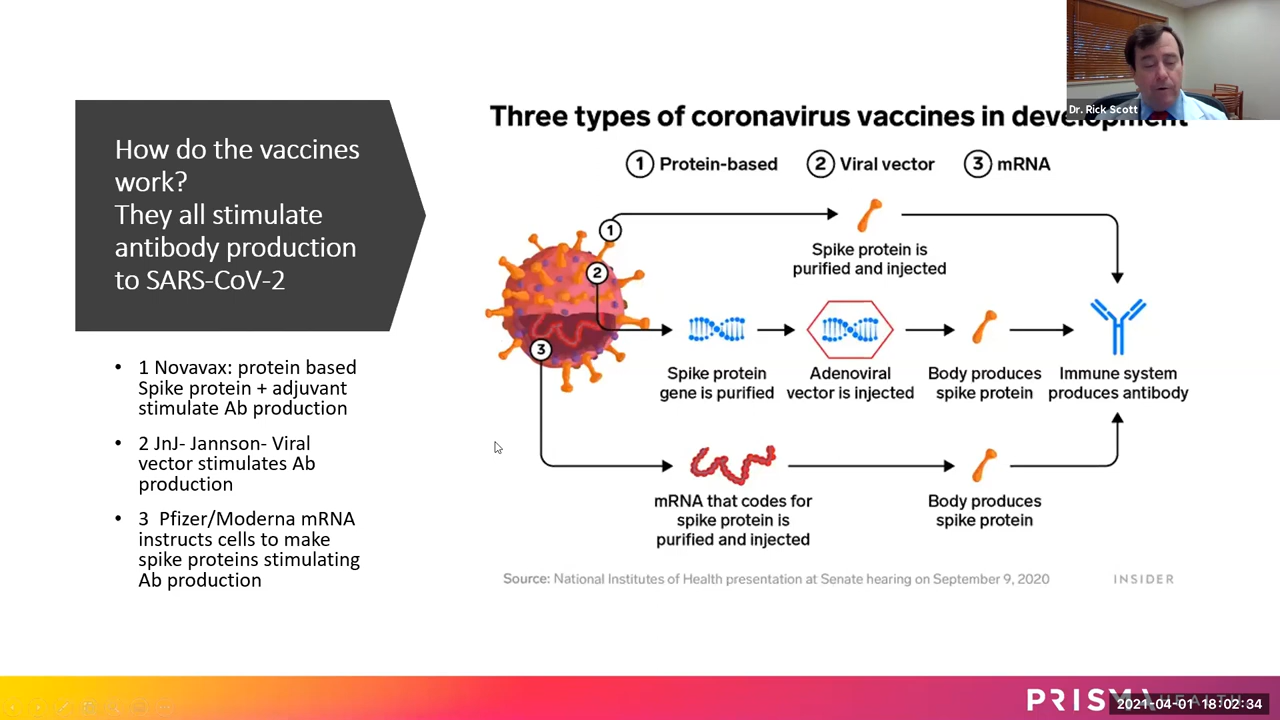 Dr. Rick Scott
How do the vaccines
work?
They all stimulate
antibody production
to SARS-CoV-2
• 1 Novavax: protein based
Spike protein + adjuvant
stimulate Ab production
• 2 JnJ- Jannson- Viral
vector stimulates Ab
production
• 3 Pfizer/Moderna mRNA
instructs cells to make
spike proteins stimulating
Ab production
Three types of coronavirus vaccines in development
1 Protein-based 2 Viral vector 3 mRNA
1
Spike protein is
purified and injected
2
Spike protein
gene is purified
Adenoviral
vector is injected
Body produces
spike protein
Immune system
produces antibody
3
mRNA that codes for
spike protein is
purified and injected
Body produces
spike protein
Source: National Institutes of Health presentation at Senate hearing on September 9, 2020
INSIDER
PRISMA HEALTH
2021-04-01 18:02:34